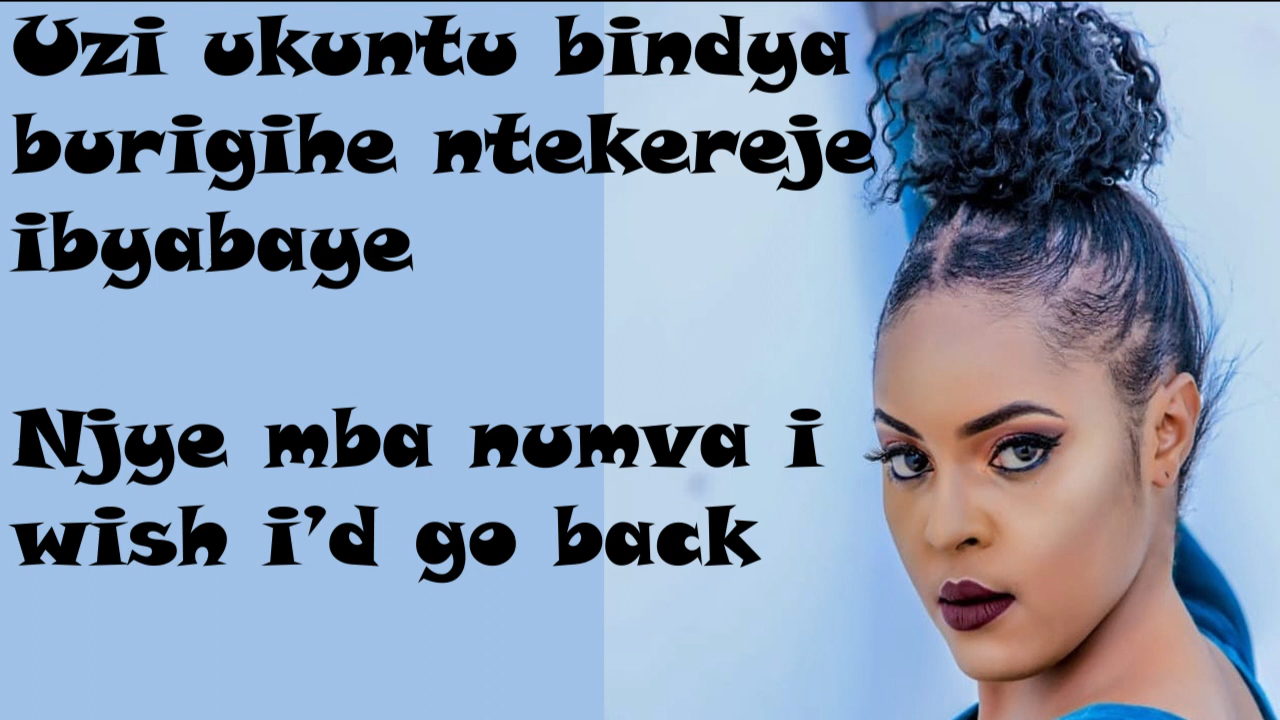 Uzi ukuntu bindya
burigihe ntekereje
ibyabaye
Njye mba numva i
wish i'd go back